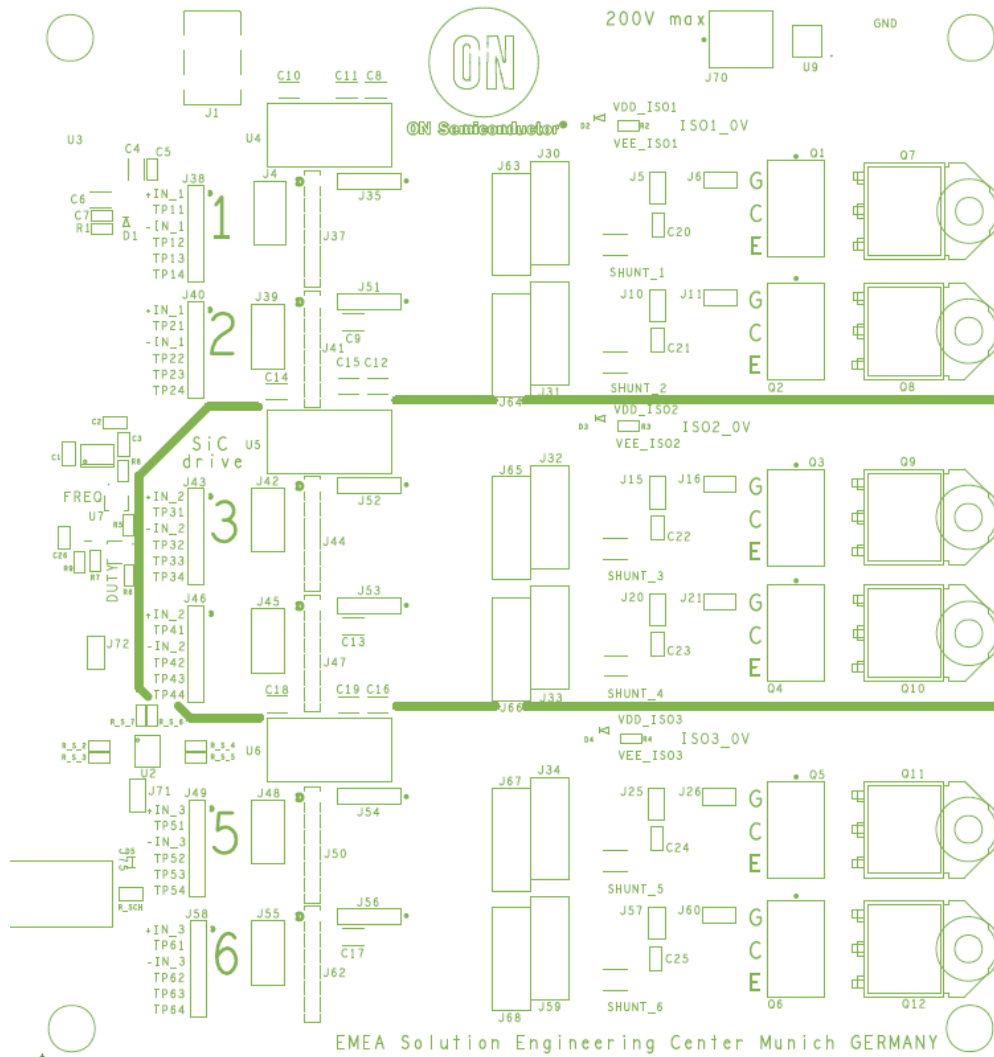 200V max
GND
ON
ON Semiconductor
J1
C10
C11
C8
J70
U9
U3
U4
D2
VDD_ISO1
R2
ISO1_0V
VEE_ISO1
C4
C5
J38
J4
J35
J63
J30
J5
J6
Q1
Q7
+IN_1
TP11
-IN_1
TP12
TP13
TP14
1
C6
C7
R1
D1
J37
C20
SHUNT_1
G
C
E
J40
J39
J51
J10
J11
+IN_1
TP21
-IN_1
TP22
TP23
TP24
2
J41
C9
C15
C12
C14
C21
SHUNT_2
G
C
E
Q2
Q8
J64
J31
C2
C3
C1
R8
SiC
drive
U5
D3
VDD_ISO2
R3
ISO2_0V
VEE_ISO2
FREQ
U7
J43
J42
J52
J65
J32
J15
J16
Q3
Q9
+IN_2
TP31
-IN_2
TP32
TP33
TP34
3
R5
C26
R9
R7
DUTY
J44
C22
SHUNT_3
G
C
E
J46
J45
J53
J20
J21
+IN_2
TP41
-IN_2
TP42
TP43
TP44
J72
J47
C13
C18
C19
C16
C23
SHUNT_4
G
C
E
Q4
Q10
J66
J33
R_S_7
R_S_6
R_S_2
R_S_3
R_S_4
R_S_5
U2
U6
D4
VDD_ISO3
R4
ISO3_0V
VEE_ISO3
J71
J49
J48
J54
J67
J34
J25
J26
Q5
Q11
+IN_3
TP51
-IN_3
TP52
TP53
TP54
5
J75
D5
R_SCH
J50
C24
SHUNT_5
G
C
E
J58
J55
J56
J57
J60
+IN_3
TP61
-IN_3
TP62
TP63
TP64
6
J62
C17
C25
SHUNT_6
G
C
E
Q6
Q12
J68
J59
EMEA Solution Engineering Center Munich GERMANY